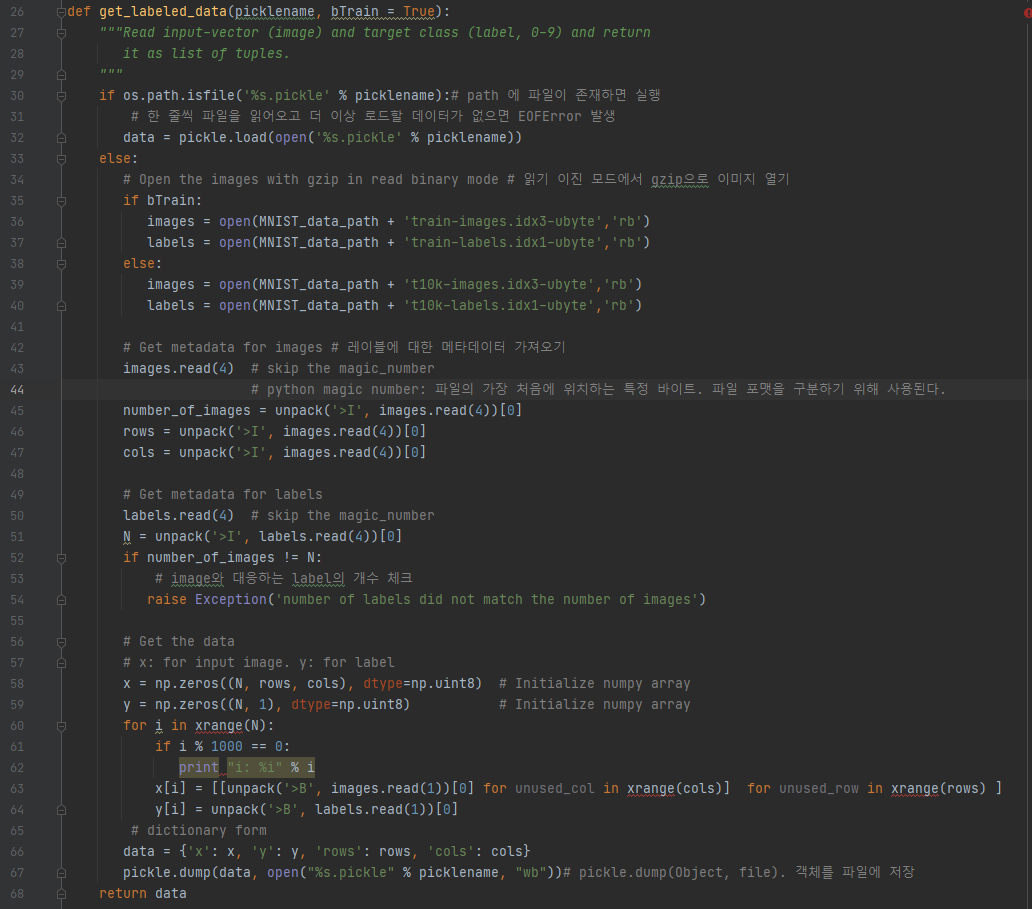 26 def get_labeled_data(picklename, bTrain = True):
27 """Read input-vector (image) and target class (label, 0-9) and return
28 it as list of tuples.
29 """
30 if os.path.isfile('%s.pickle' % picklename):# path 에 파일이 존재하면 실행
31 # 한 줄씩 파일을 읽어오고 더 이상 로드할 데이터가 없으면 EOFError 발생
32 data = pickle.load(open('%s.pickle' % picklename))
33 else:
34 # Open the images with gzip in read binary mode # 읽기 이진 모드에서 gzip으로 이미지 열기
35 if bTrain:
36 images = open(MNIST_data_path + 'train-images.idx3-ubyte','rb')
37 labels = open(MNIST_data_path + 'train-labels.idx1-ubyte','rb')
38 else:
39 images = open(MNIST_data_path + 't10k-images.idx3-ubyte','rb')
40 labels = open(MNIST_data_path + 't10k-labels.idx1-ubyte','rb')
41
42 # Get metadata for images # 레이블에 대한 메타데이터 가져오기
43 images.read(4)  # skip the magic_number
44 # python magic number: 파일의 가장 처음에 위치하는 특정 바이트. 파일 포맷을 구분하기 위해 사용된다.
45 number_of_images = unpack('>I', images.read(4))[0]
46 rows = unpack('>I', images.read(4))[0]
47 cols = unpack('>I', images.read(4))[0]
48
49 # Get metadata for labels
50 labels.read(4)  # skip the magic_number
51 N = unpack('>I', labels.read(4))[0]
52 if number_of_images != N:
53 # image와 대응하는 label의 개수 체크
54 raise Exception('number of labels did not match the number of images')
55
56 # Get the data
57 # x: for input image. y: for label
58 x = np.zeros((N, rows, cols), dtype=np.uint8)  # Initialize numpy array
59 y = np.zeros((N, 1), dtype=np.uint8)           # Initialize numpy array
60 for i in xrange(N):
61 if i % 1000 == 0:
62 print "i: %i" % i
63 x[i] = [[unpack('>B', images.read(1))[0] for unused_col in xrange(cols)]  for unused_row in xrange(rows) ]
64 y[i] = unpack('>B', labels.read(1))[0]
65 # dictionary form
66 data = {'x': x, 'y': y, 'rows': rows, 'cols': cols}
67 pickle.dump(data, open("%s.pickle" % picklename, "wb"))# pickle.dump(Object, file). 객체를 파일에 저장
68 return data